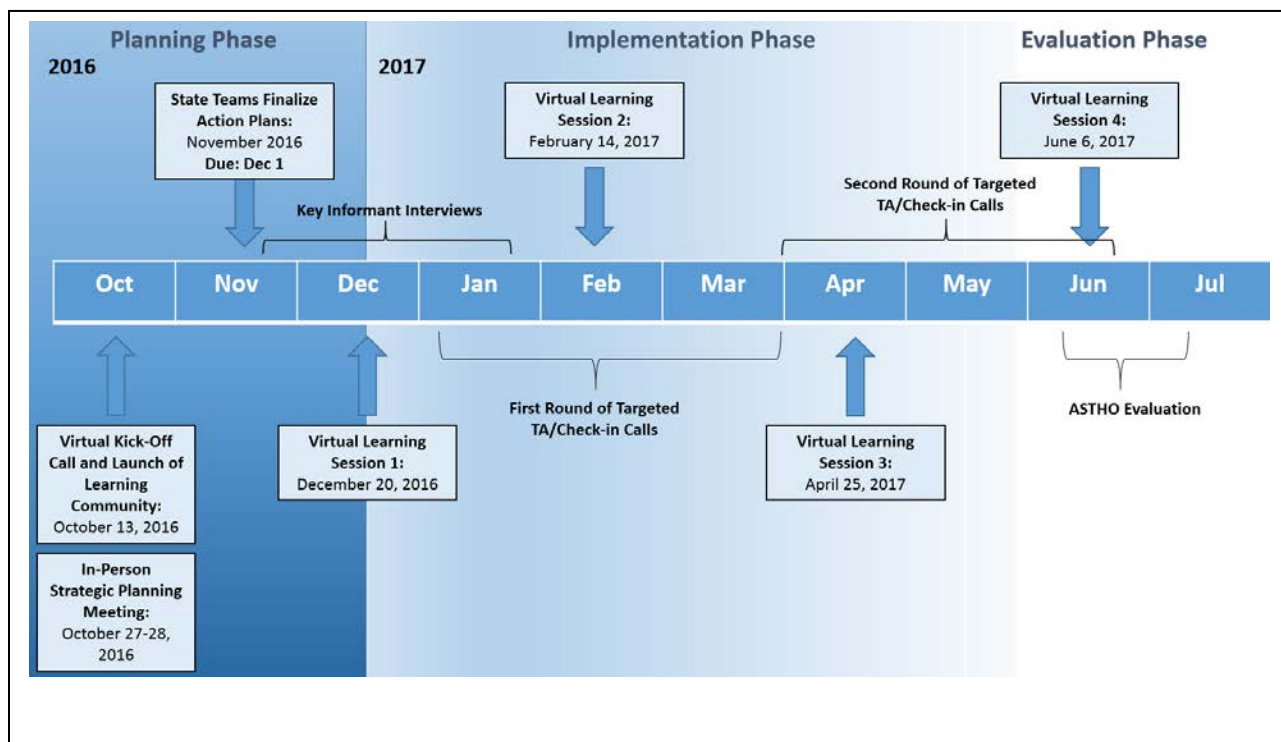 Planning Phase
Implementation Phase
Evaluation Phase
2016
2017
State Teams Finalize
Action Plans:
November 2016
Due: Dec 1
Virtual Learning
Session 2:
February 14, 2017
Virtual Learning
Session 4:
June 6, 2017
Key Informant Interviews
Second Round of Targeted
TA/Check-in Calls
Oct
Nov
Dec
Jan
Feb
Mar
Apr
May
Jun
Jul
First Round of Targeted
TA/Check-in Calls
ASTHO Evaluation
Virtual Kick-Off
Call and Launch of
Learning
Community:
October 13, 2016
Virtual Learning
Session 1:
December 20, 2016
Virtual Learning
Session 3:
April 25, 2017
In-Person
Strategic Planning
Meeting:
October 27-28,
2016